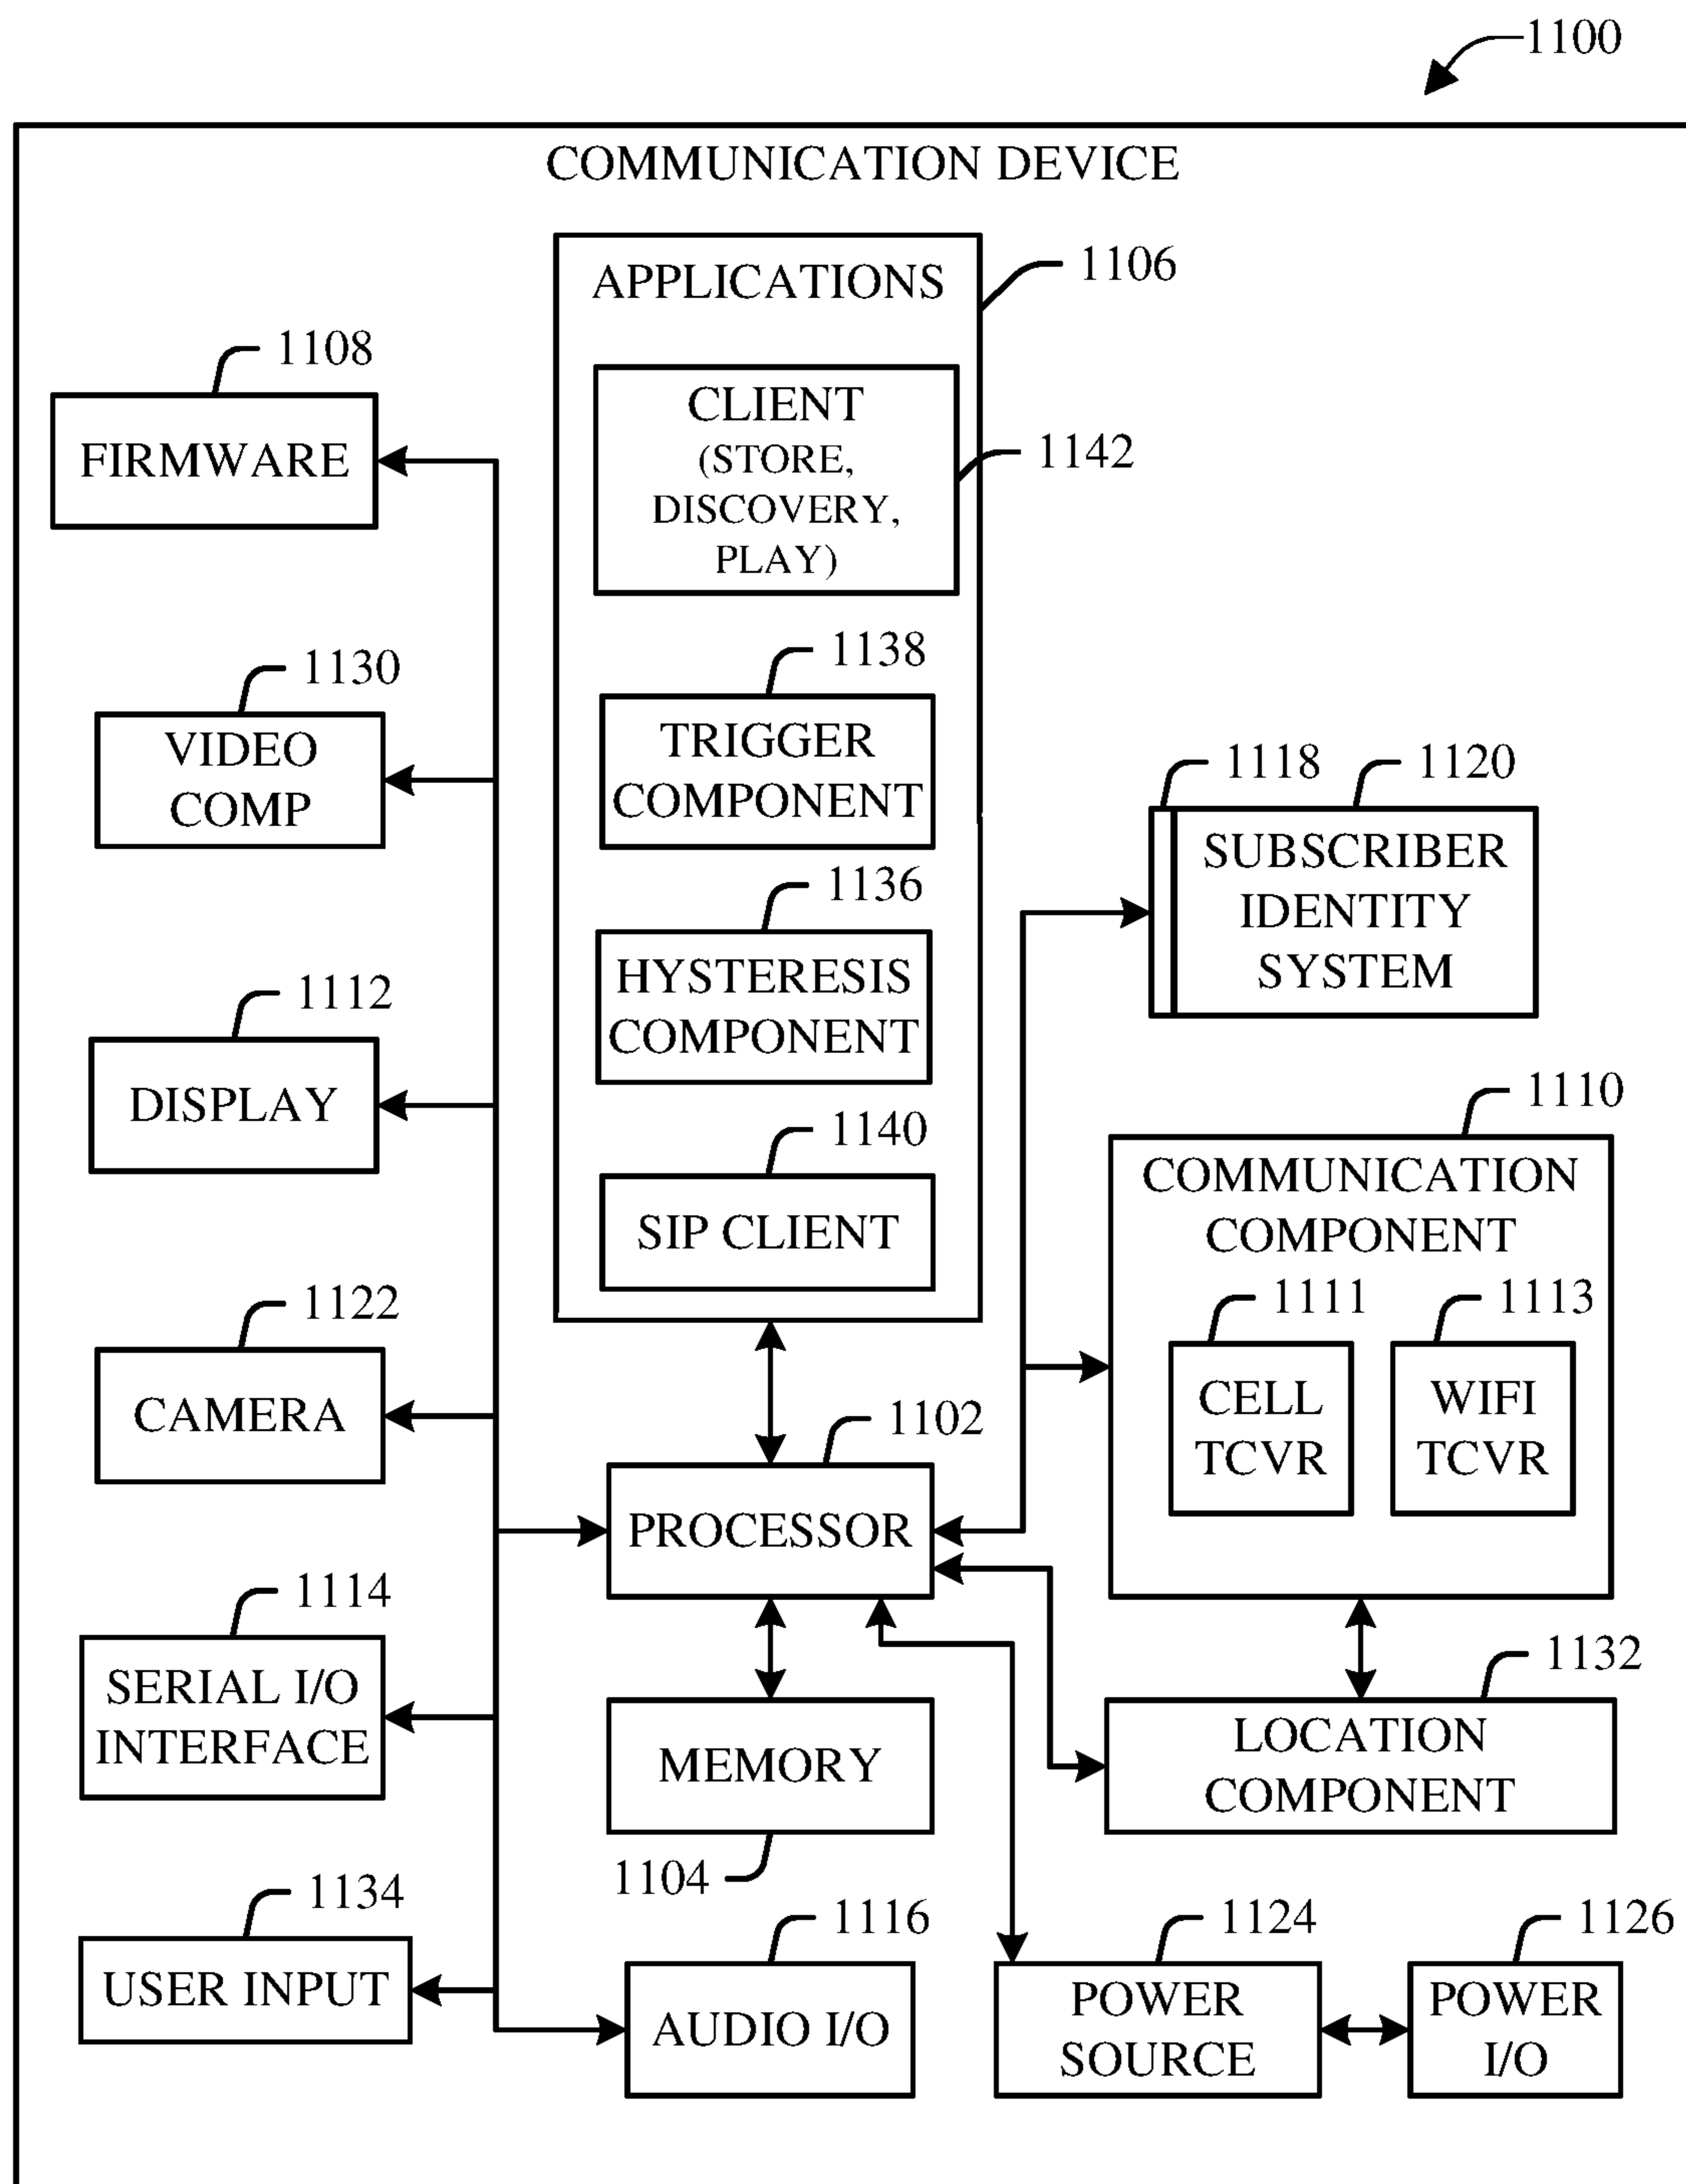 1100
COMMUNICATION DEVICE
APPLICATIONS
1106
CLIENT
(STORE,
DISCOVERY,
PLAY)
1142
1138
TRIGGER
COMPONENT
1136
HYSTERESIS
COMPONENT
1140
SIP CLIENT
1108
FIRMWARE
1130
VIDEO
COMP
1112
DISPLAY
1122
CAMERA
1114
SERIAL I/O
INTERFACE
1134
USER INPUT
1102
PROCESSOR
MEMORY
1104
1116
AUDIO I/O
1118
1120
SUBSCRIBER
IDENTITY
SYSTEM
1110
COMMUNICATION
COMPONENT
1111
CELL
TCVR
1113
WIFI
TCVR
1132
LOCATION
COMPONENT
1124
POWER
SOURCE
1126
POWER
I/O